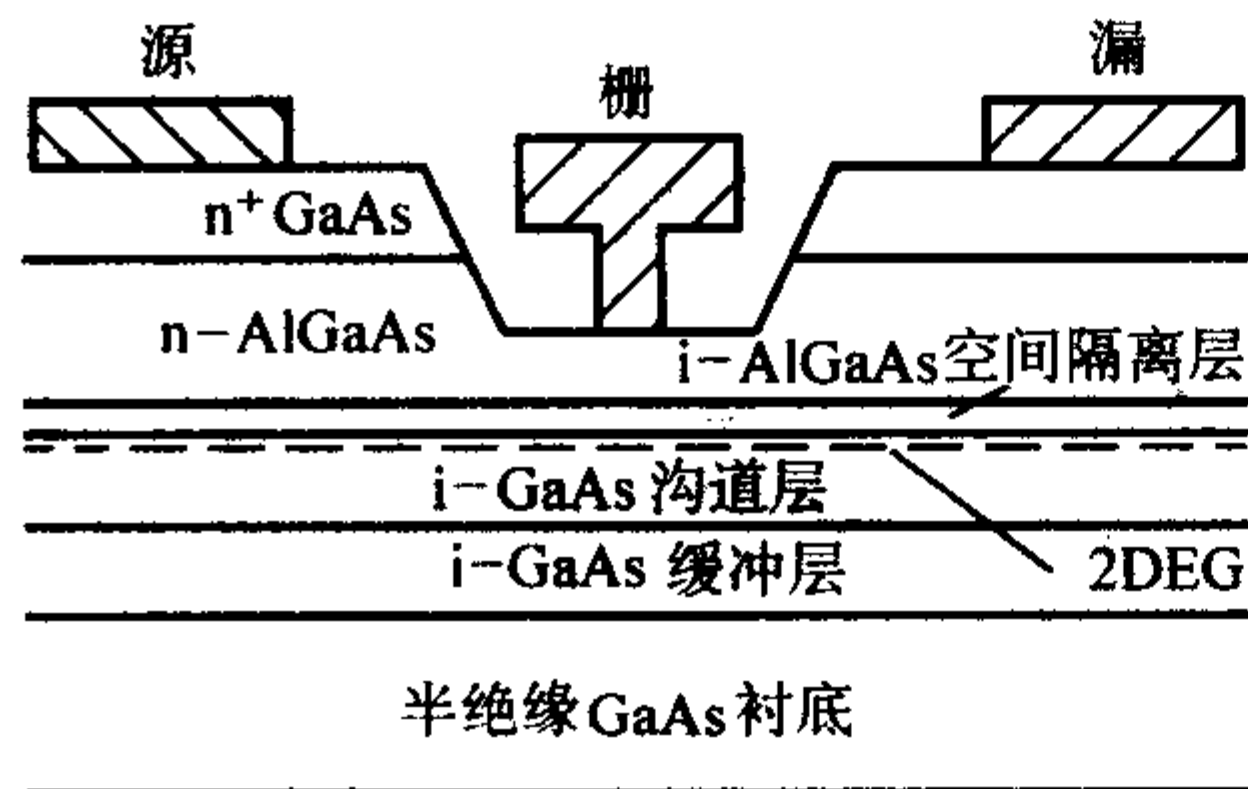 源
栅
漏
n⁺GaAs
n-AlGaAs
i-AlGaAs空间隔离层
i-GaAs 沟道层
i-GaAs 缓冲层
2DEG
半绝缘GaAs衬底